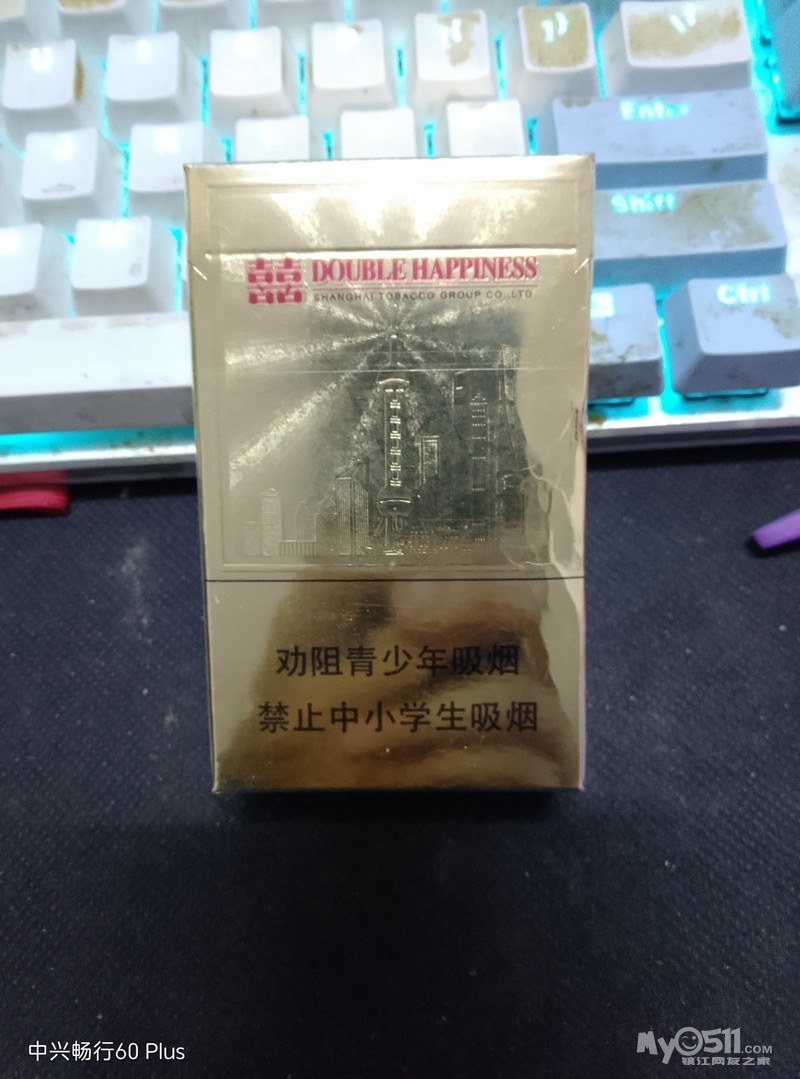 Enter
Shift
Ctrl
囍 DOUBLE HAPPINESS
SHANGHAI TOBACCO GROUP CO.,LTD.
劝阻青少年吸烟
禁止中小学生吸烟
中兴畅行60 Plus
My0511.COM
镇江网友之家